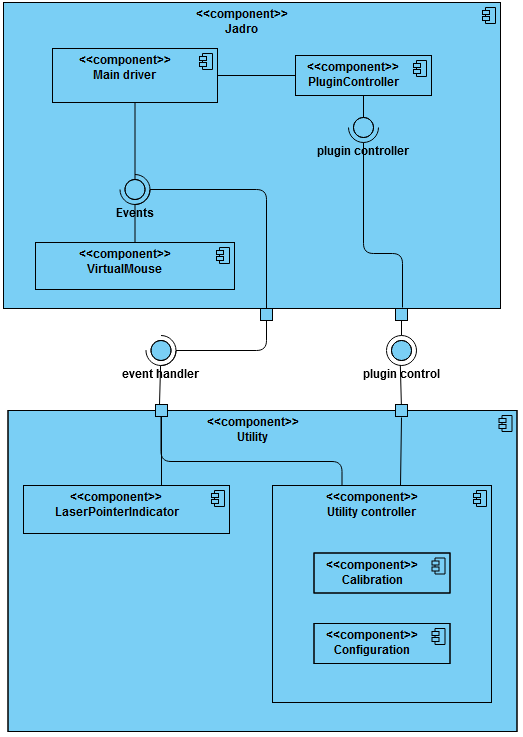 <<component>>
Jadro
<<component>>
Main driver
<<component>>
PluginController
plugin controller
Events
<<component>>
VirtualMouse
event handler
plugin control
<<component>>
Utility
<<component>>
LaserPointerIndicator
<<component>>
Utility controller
<<component>>
Calibration
<<component>>
Configuration